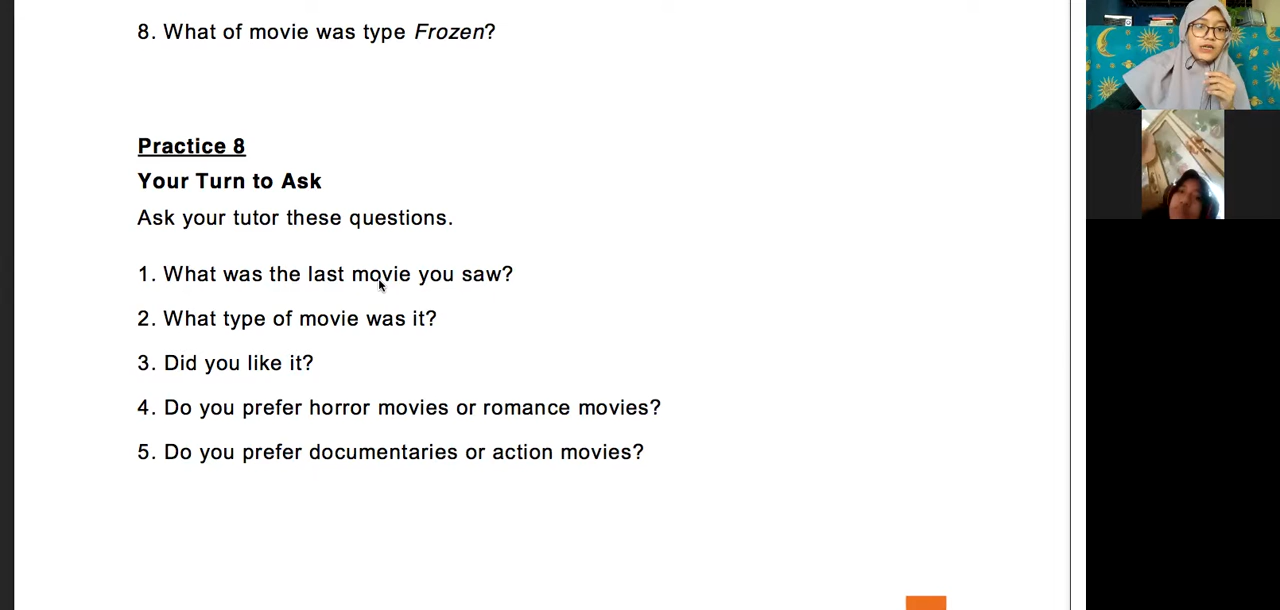 8. What of movie was type Frozen?
Practice 8
Your Turn to Ask
Ask your tutor these questions.
1. What was the last movie you saw?
2. What type of movie was it?
3. Did you like it?
4. Do you prefer horror movies or romance movies?
5. Do you prefer documentaries or action movies?